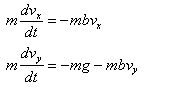 m dv_x/dt = -mbv_x
m dv_y/dt = -mg - mbv_y